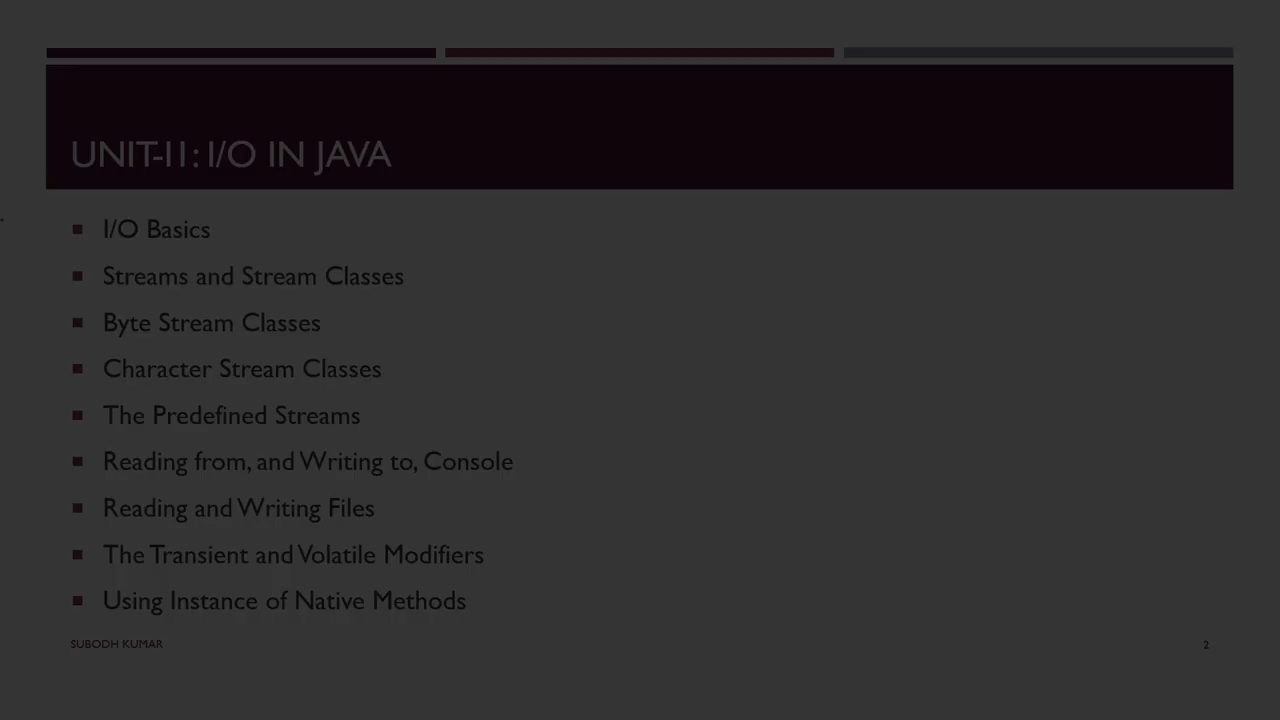 UNIT-II: I/O IN JAVA
I/O Basics
Streams and Stream Classes
Byte Stream Classes
Character Stream Classes
The Predefined Streams
Reading from, and Writing to, Console
Reading and Writing Files
The Transient and Volatile Modifiers
Using Instance of Native Methods
SUBODH KUMAR
2